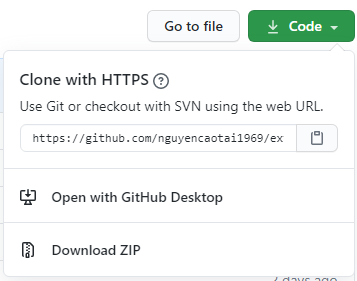 Go to file
Code
Clone with HTTPS
Use Git or checkout with SVN using the web URL.
https://github.com/nguyencaotai1969/ex
Open with GitHub Desktop
Download ZIP
days ago